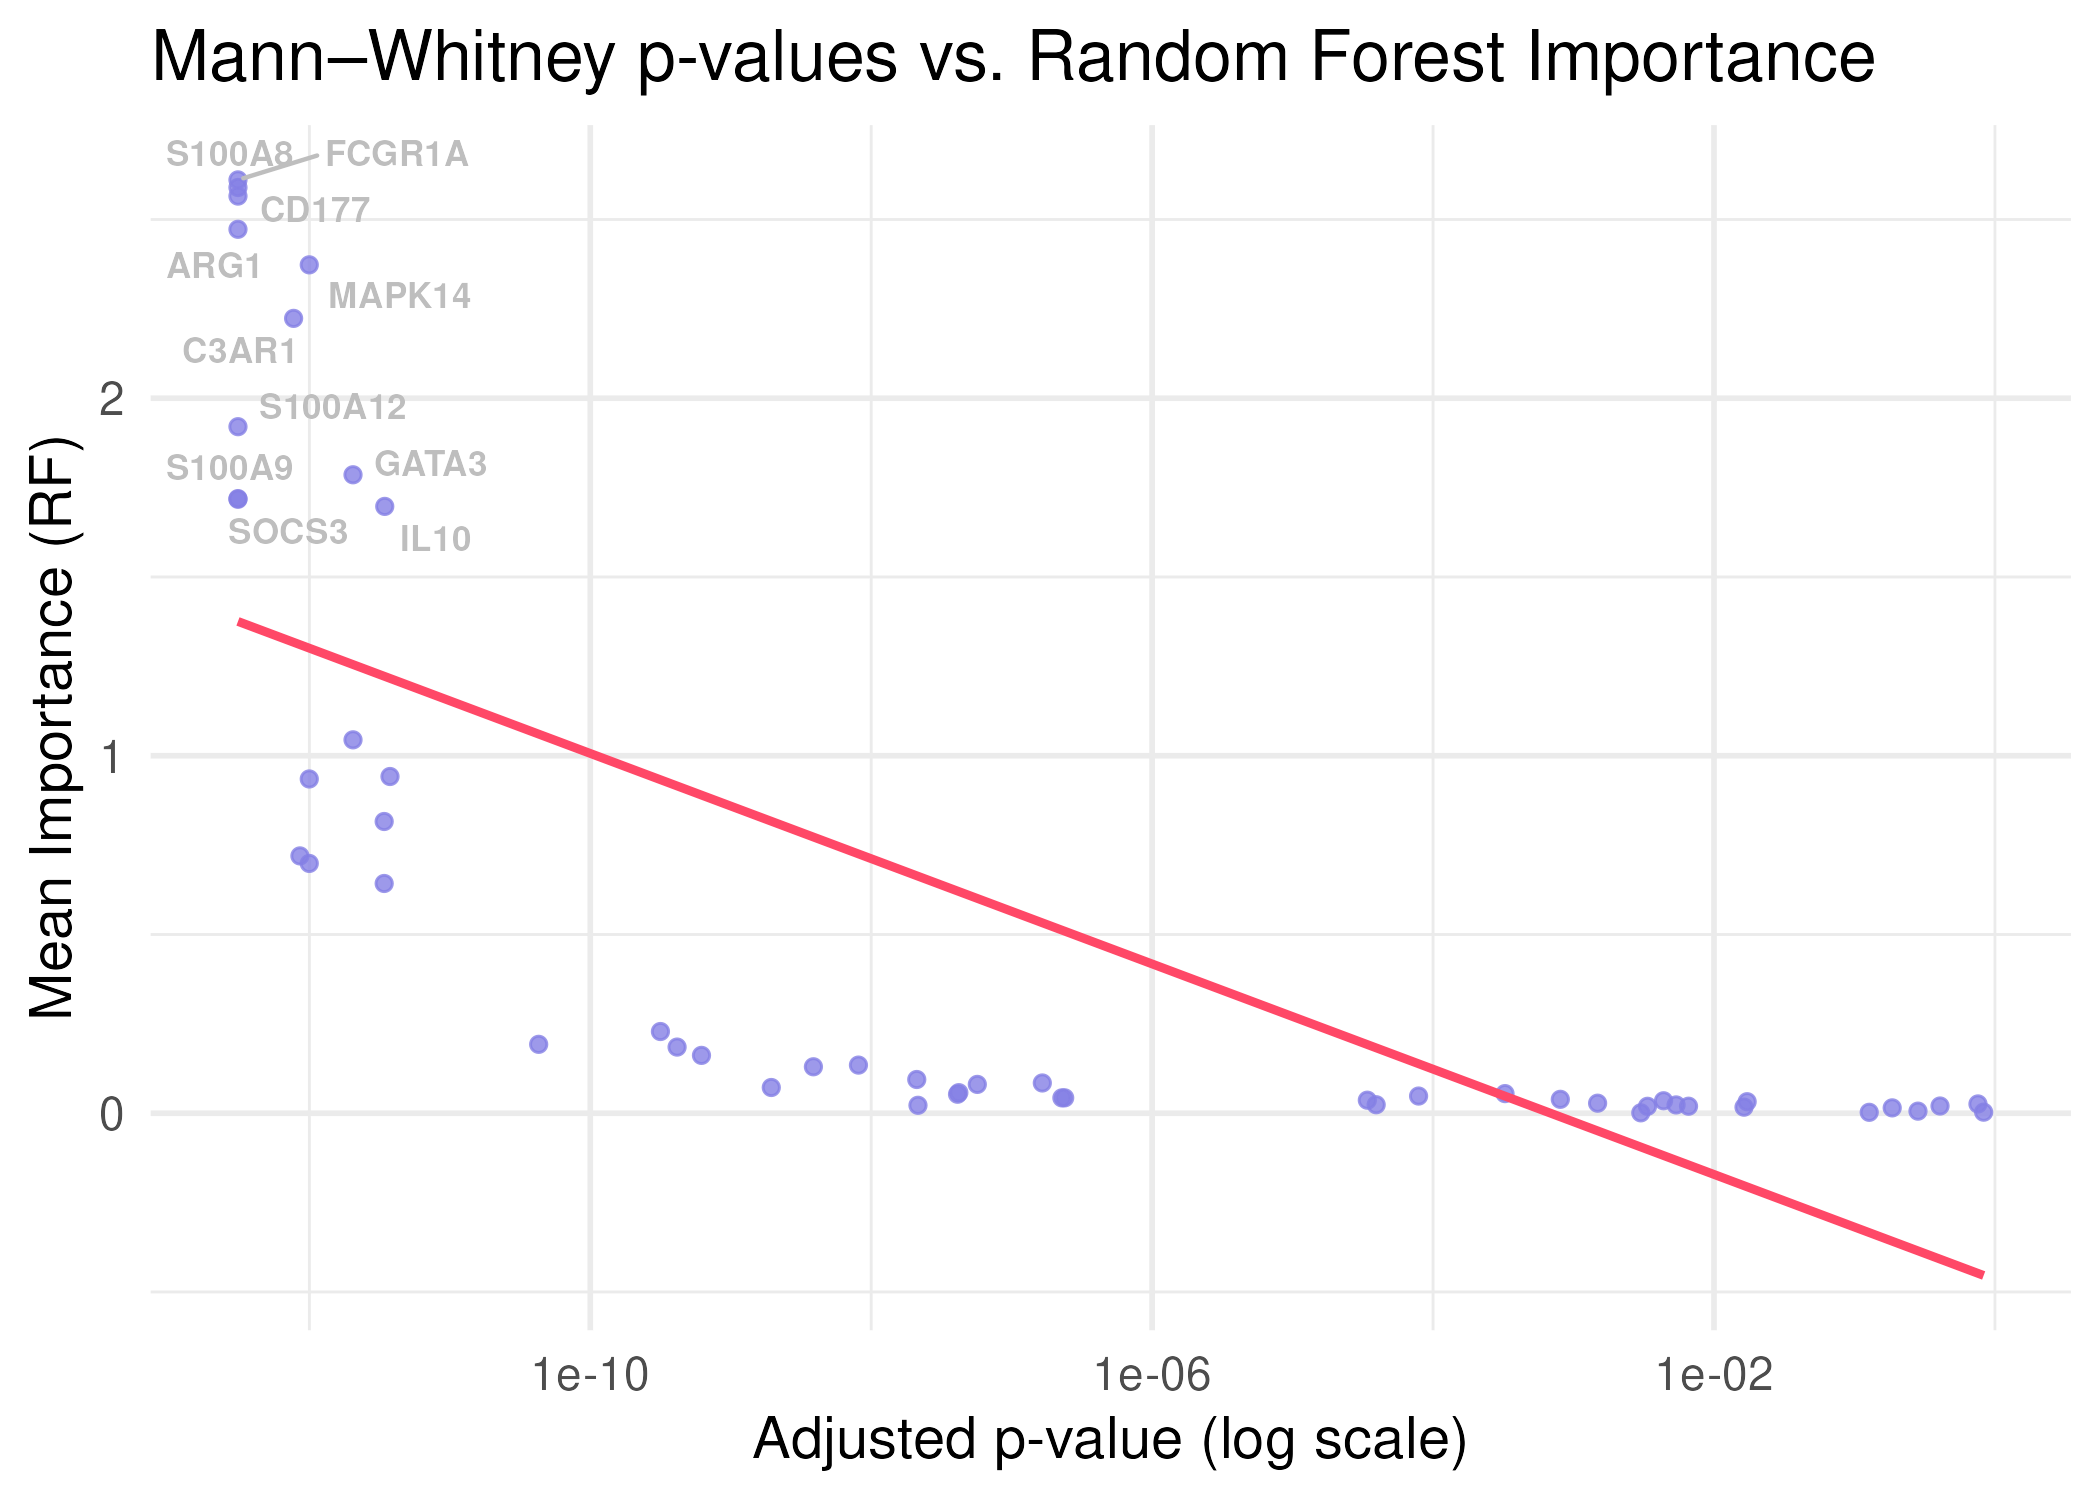 Mann–Whitney p-values vs. Random Forest Importance
S100A8
FCGR1A
CD177
ARG1
MAPK14
C3AR1
S100A12
S100A9
GATA3
SOCS3
IL10
Mean Importance (RF)
2
1
0
1e-10
1e-06
1e-02
Adjusted p-value (log scale)